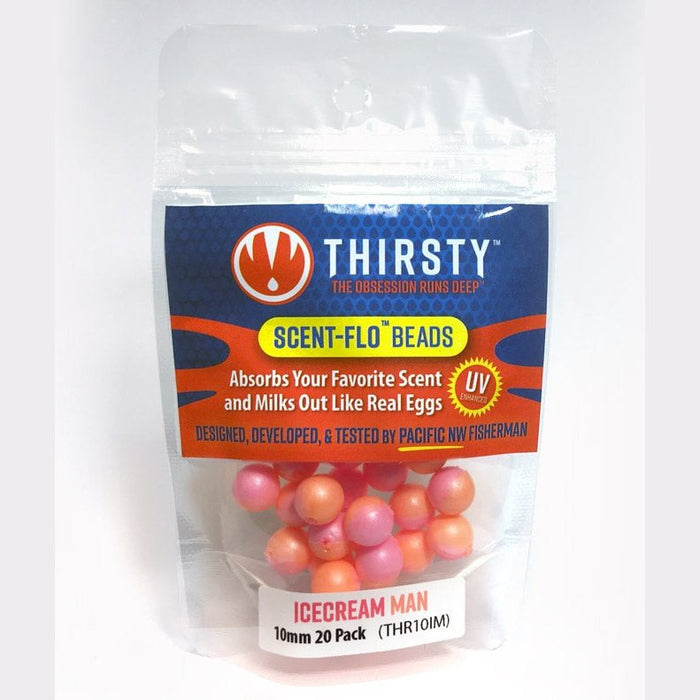 THIRSTY™
THE OBSESSION RUNS DEEP™
SCENT-FLO™ BEADS
Absorbs Your Favorite Scent
and Milks Out Like Real Eggs
UV
ENHANCED
DESIGNED, DEVELOPED, & TESTED BY PACIFIC NW FISHERMAN
ICECREAM MAN
10mm 20 Pack (THR10IM)